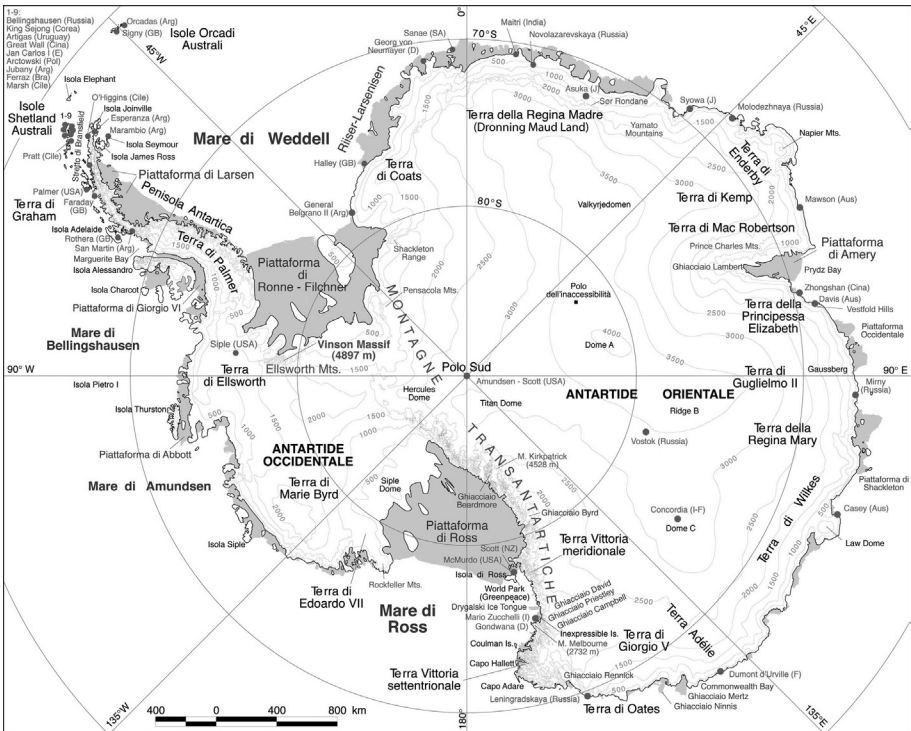 1-9:
Bellingshausen (Russia)
King Sejong (Corea)
Artigas (Uruguay)
Great Wall (Cina)
Jan Carlos I (E)
Arctowski (Pol)
Jubany (Arg)
Ferraz (Bra)
Marsh (Cile)
Orcadas (Arg)
Signy (GB)
Isole Orcadi
Australi
45°W
0°
70°S
45°E
Georg von
Neumayer (D)
Sanae (SA)
Maitri (India)
Novolazarevskaya (Russia)
Isola Elephant
O'Higgins (Cile)
Isola Joinville
Esperanza (Arg)
Marambio (Arg)
Isola Seymour
Isola James Ross
Isole
Shetland
Australi
1-9
Stretto di Bransfield
Pratt (Cile)
Mare di Weddell
Riiser-Larsenisen
Halley (GB)
Terra
di Coats
General
Belgrano II (Arg)
Asuka (J)
Sør Rondane
Syowa (J)
Molodezhnaya (Russia)
Terra della Regina Madre
(Dronning Maud Land)
Yamato
Mountains
Napier Mts.
Terra di
Enderby
Terra di Kemp
Valkyrjedomen
Mawson (Aus)
Terra di Mac Robertson
Prince Charles Mts.
Piattaforma
di Amery
Ghiacciaio Lambert
Prydz Bay
Piattaforma di Larsen
Penisola Antartica
Palmer (USA)
Terra di
Graham
Faraday
(GB)
Isola Adelaide
Rothera (GB)
San Martin (Arg)
Marguerite Bay
Isola Alessandro
Isola Charcot
Piattaforma di Giorgio VI
Terra di Palmer
Piattaforma
di
Ronne - Filchner
80°S
Shackleton
Range
Pensacola Mts.
Polo
dell'inaccessibilità
Zhongshan (Cina)
Davis (Aus)
Vestfold Hills
Terra della
Principessa
Elizabeth
Piattaforma
Occidentale
Mare di
Bellingshausen
Siple (USA)
Vinson Massif
(4897 m)
Ellsworth Mts.
Terra
di Ellsworth
MONTAGNE
TRANSANTARTICHE
Polo Sud
Amundsen - Scott (USA)
Dome A
Hercules
Dome
Titan Dome
ANTARTIDE ORIENTALE
Ridge B
Gaussberg
Terra di
Guglielmo II
90° W
90° E
Mirny
(Russia)
Isola Pietro I
Isola Thurston
Piattaforma di Abbott
Mare di Amundsen
ANTARTIDE
OCCIDENTALE
Terra di
Marie Byrd
Siple
Dome
M. Kirkpatrick
(4528 m)
Ghiacciaio
Beardmore
Ghiacciaio Byrd
Vostok (Russia)
Terra della
Regina Mary
Piattaforma di
Shackleton
Concordia (I-F)
Dome C
Terra di Wilkes
Casey (Aus)
Law Dome
Piattaforma
di Ross
Isola Siple
Scott (NZ)
McMurdo (USA)
Isola di Ross
World Park
(Greenpeace)
Terra Vittoria
meridionale
Rockfeller Mts.
Terra di
Edoardo VII
Mare di
Ross
Drygalski Ice Tongue
Mario Zucchelli (I)
Gondwana (D)
Ghiacciaio David
Ghiacciaio Priestley
Ghiacciaio Campbell
Inexpressible Is.
M. Melbourne
(2732 m)
Coulman Is.
Capo Hallett
Terra Vittoria
settentrionale
Capo Adare
Terra di
Giorgio V
Terra Adélie
Ghiacciaio Rennick
Leningradskaya (Russia)
Terra di Oates
Dumont d'Urville (F)
Commonwealth Bay
Ghiacciaio Mertz
Ghiacciaio Ninnis
135°W
180°
135°E
400 0 400 800 km